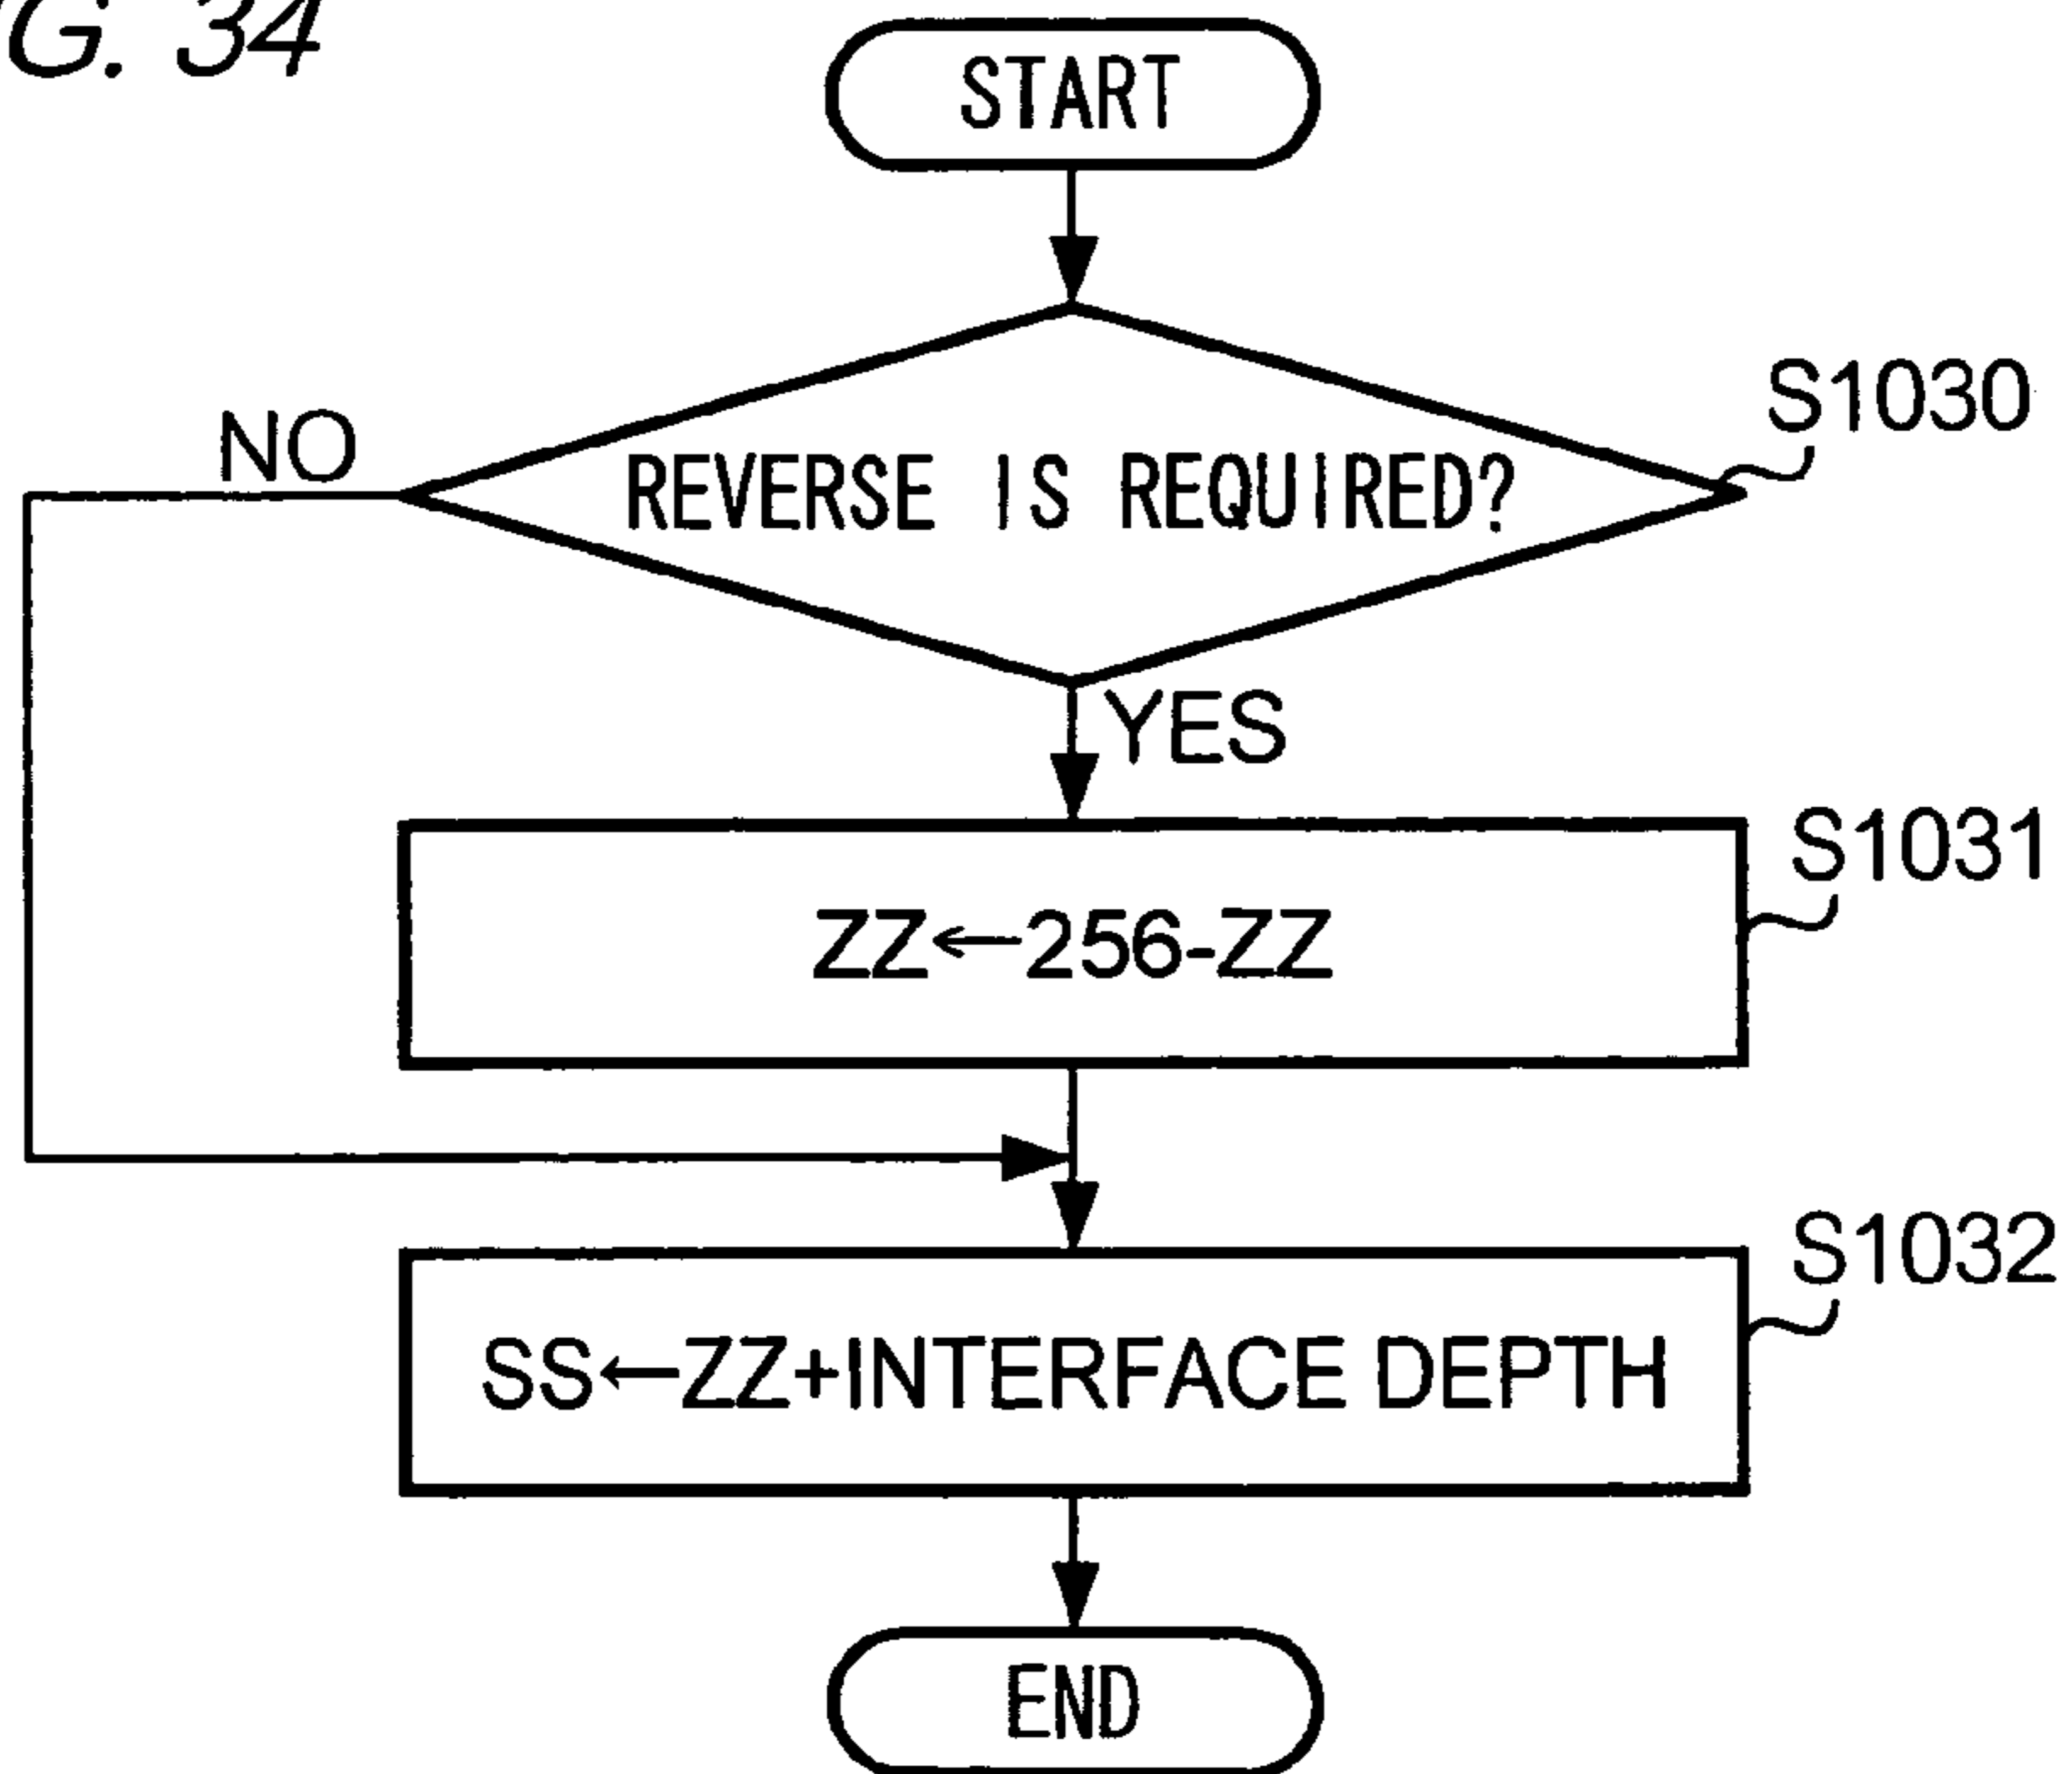 G. 34
START
S1030
NO
REVERSE IS REQUIRED?
YES
S1031
ZZ←256-ZZ
S1032
SS←ZZ+INTERFACE DEPTH
END